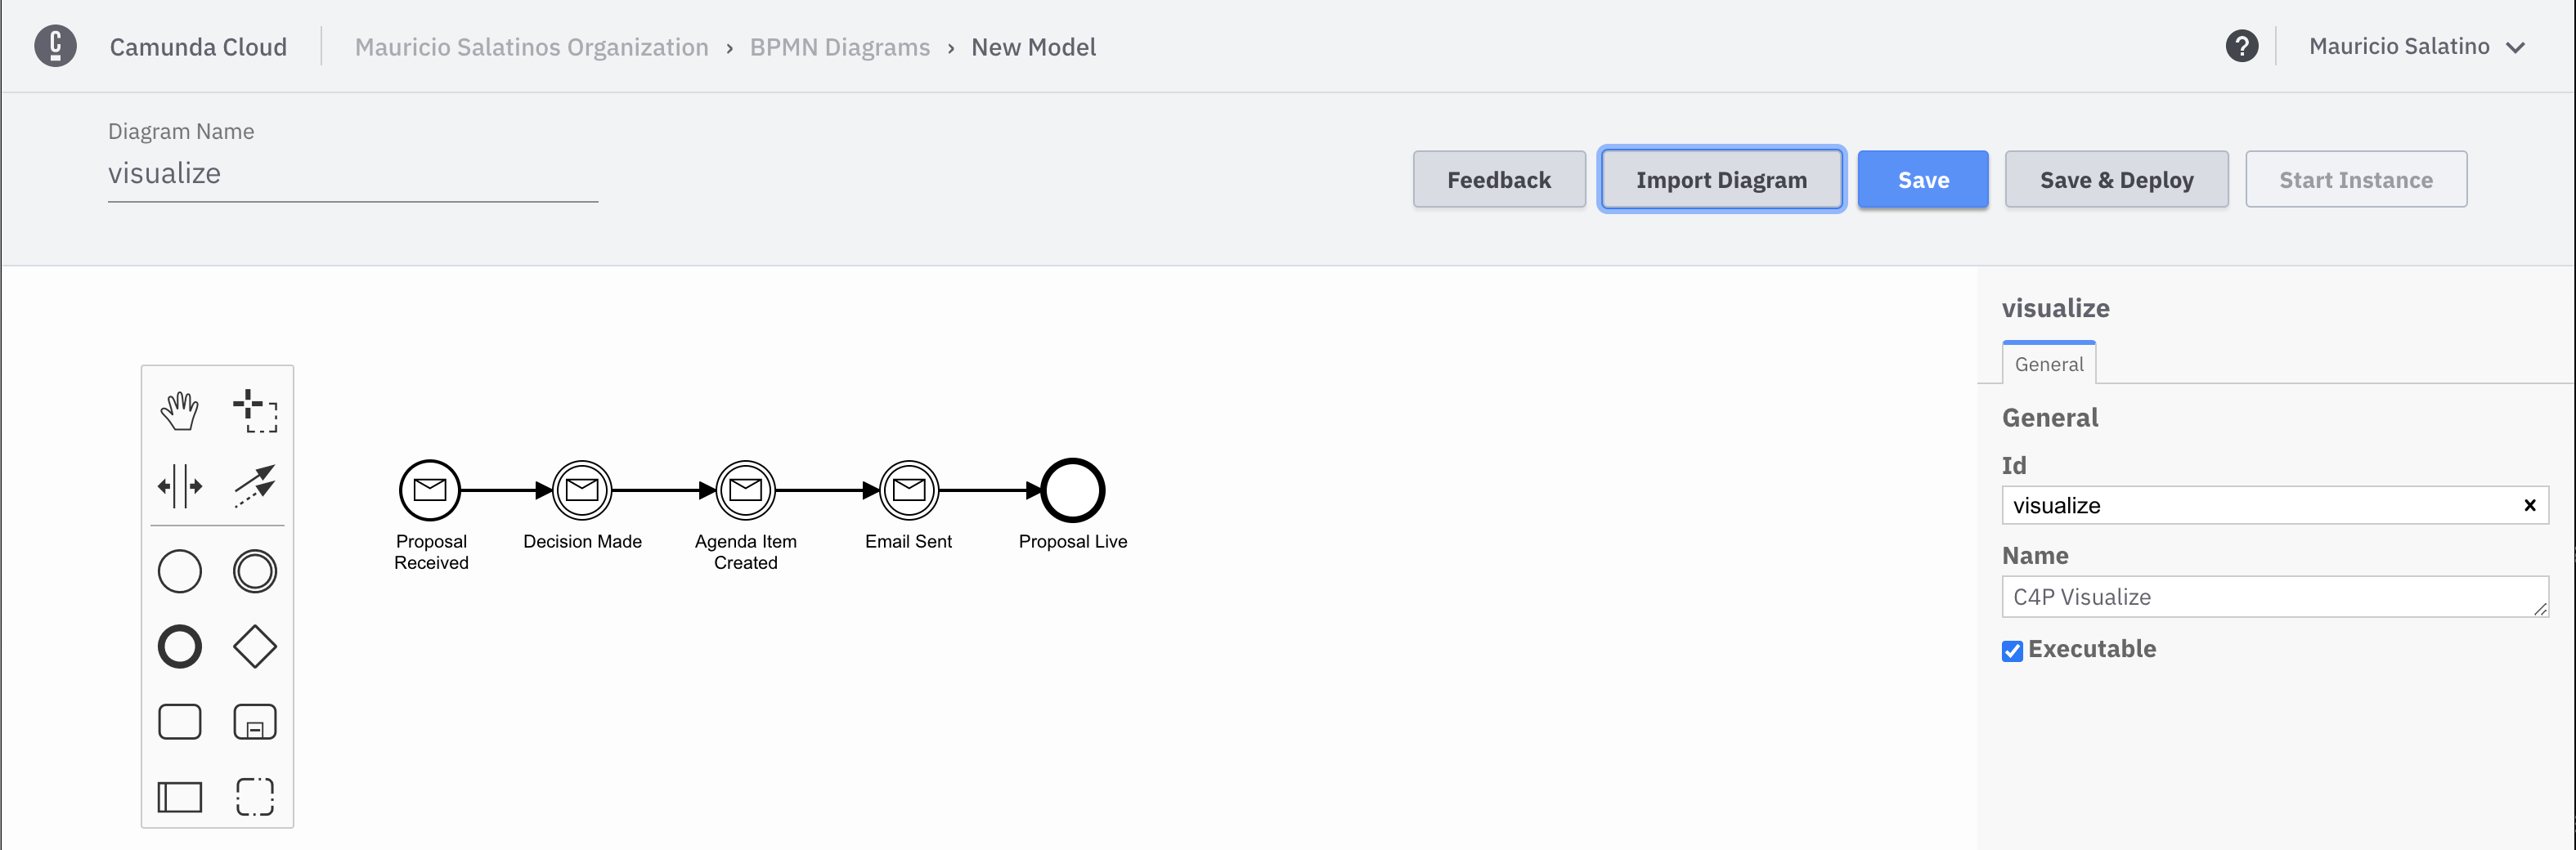 Camunda Cloud
Mauricio Salatinos Organization › BPMN Diagrams › New Model
? Mauricio Salatino
Diagram Name
visualize
Feedback
Import Diagram
Save
Save & Deploy
Start Instance
Proposal
Received
Decision Made
Agenda Item
Created
Email Sent
Proposal Live
visualize
General
General
Id
visualize
Name
C4P Visualize
Executable